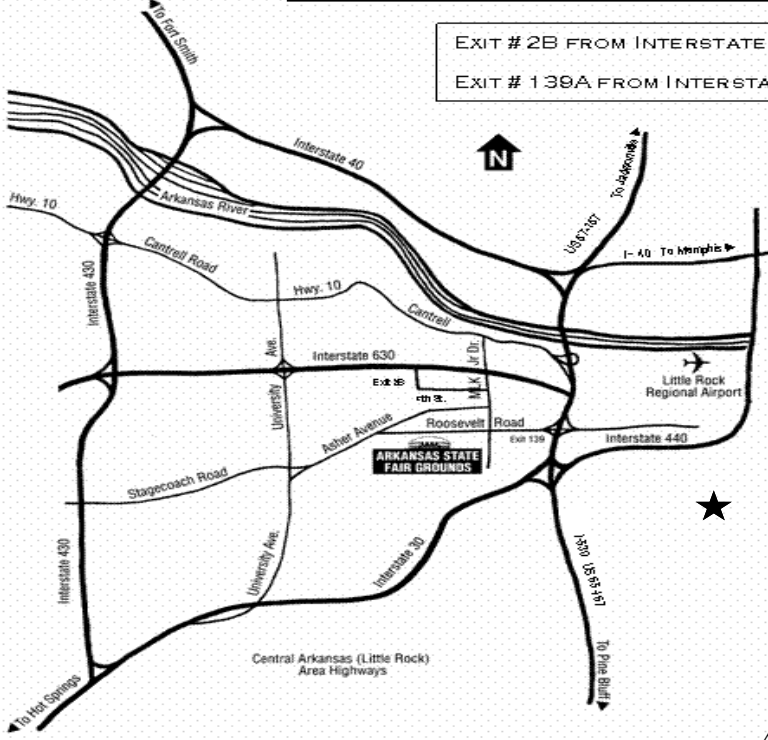 EXIT # 2B FROM INTERSTATE
EXIT # 139A FROM INTERSTA
To Fort Smith
Interstate 40
N
To Jacksonville
US 67-167
I-40 To Memphis
Arkansas River
Hwy. 10
Cantrell Road
Hwy. 10
Cantrell
Interstate 430
University Ave.
Interstate 630
Exit 2B
MLK Jr Dr.
Little Rock
Regional Airport
Asher Avenue
Roosevelt Road
Exit 139
Interstate 440
ARKANSAS STATE
FAIR GROUNDS
Stagecoach Road
Interstate 430
University Ave.
Interstate 30
I-530 US 65-167
To Pine Bluff
To Hot Springs
Central Arkansas (Little Rock)
Area Highways